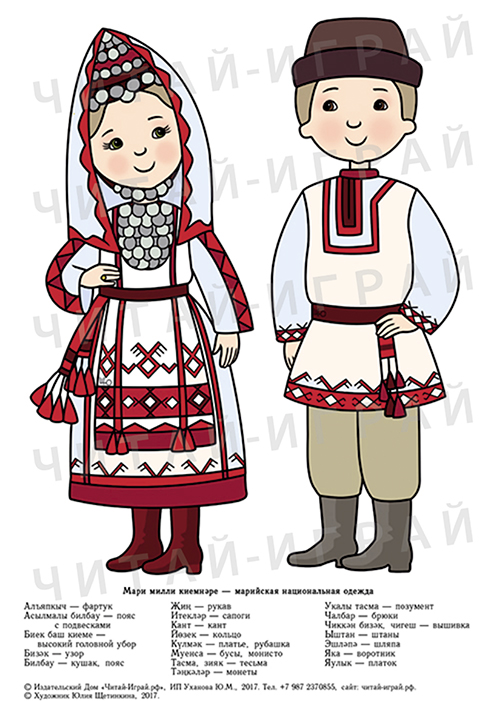 ЧИТАЙ-ИГРАЙ
ЧИТАЙ-ИГРАЙ
ЧИТАЙ-ИГРАЙ
ЧИТАЙ-ИГРАЙ
ЧИТАЙ-ИГРАЙ
Мари милли киемнәре — марийская национальная одежда
Алъяпкыч — фартук
Асылмалы билбау — пояс
с подвесками
Биек баш киеме —
высокий головной убор
Бизәк — узор
Билбау — кушак, пояс
Җиң — рукав
Итекләр — сапоги
Кант — кант
Йөзек — кольцо
Күлмәк — платье, рубашка
Муенса — бусы, монисто
Тасма, зияк — тесьма
Тәңкәләр — монеты
Укалы тасма — позумент
Чалбар — брюки
Чиккән бизәк, чигеш — вышивка
Ыштан — штаны
Эшләпә — шляпа
Яка — воротник
Яулык — платок
© Издательский Дом «Читай-Играй.рф», ИП Уханова Ю.М., 2017. Тел. +7 987 2370855, сайт: читай-играй.рф.
© Художник Юлия Щетинкина, 2017.